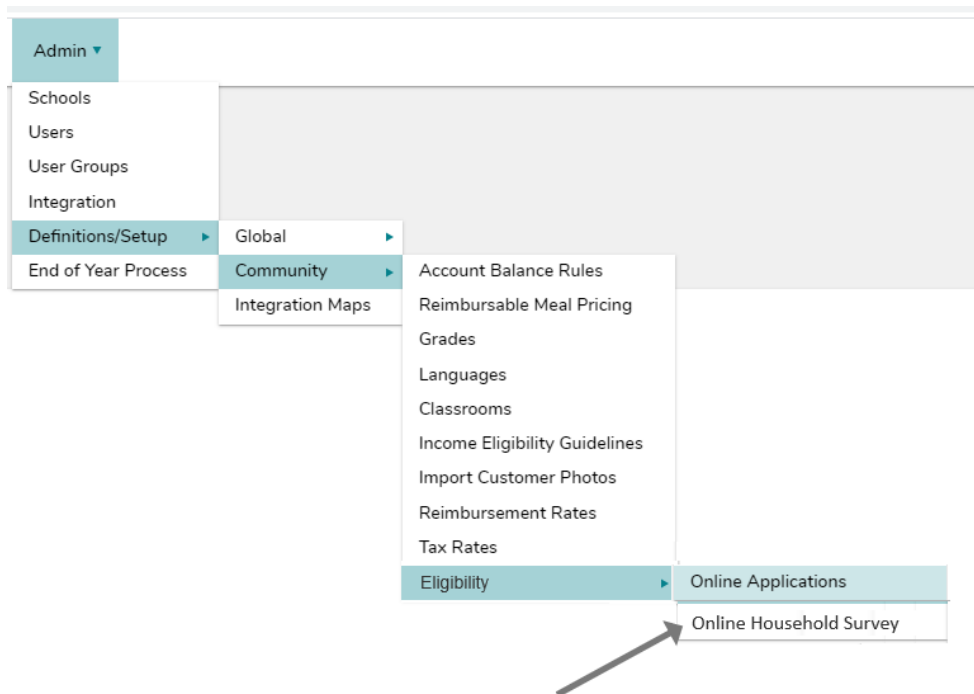 Admin
Schools
Users
User Groups
Integration
Definitions/Setup
End of Year Process
Global
Community
Integration Maps
Account Balance Rules
Reimbursable Meal Pricing
Grades
Languages
Classrooms
Income Eligibility Guidelines
Import Customer Photos
Reimbursement Rates
Tax Rates
Eligibility
Online Applications
Online Household Survey